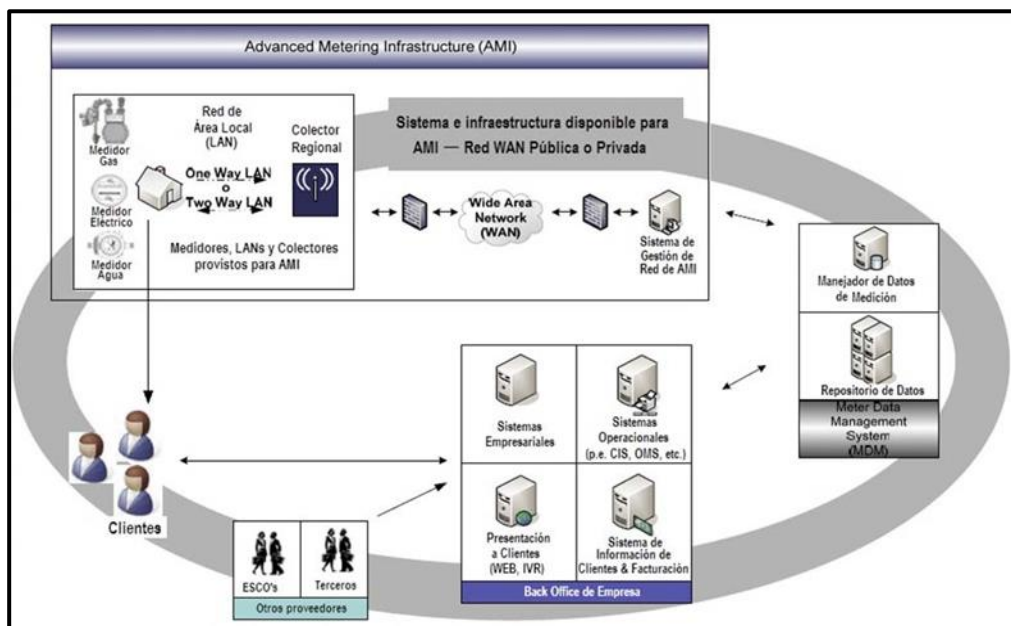 Advanced Metering Infrastructure (AMI)
Medidor
Gas
Medidor
Eléctrico
Medidor
Agua
Red de
Área Local
(LAN)
One Way LAN
o
Two Way LAN
Colector
Regional
Medidores, LANs y Colectores
provistos para AMI
Sistema e infraestructura disponible para
AMI — Red WAN Pública o Privada
Wide Area
Network
(WAN)
Sistema de
Gestión de
Red de AMI
Manejador de Datos
de Medición
Repositorio de Datos
Meter Data
Management
System
(MDM)
Sistemas
Empresariales
Sistemas
Operacionales
(p.e. CIS, OMS, etc.)
Presentación
a Clientes
(WEB, IVR)
Sistema de
Información de
Clientes & Facturación
Back Office de Empresa
Clientes
ESCO's
Terceros
Otros proveedores